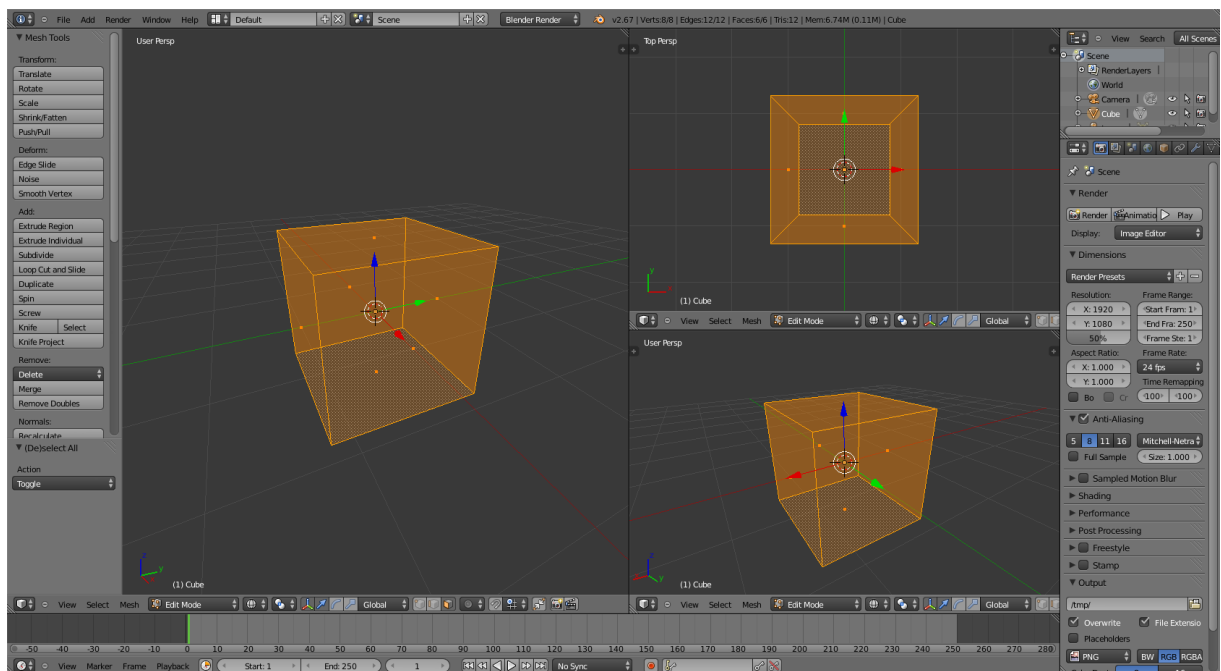 File Add Render Window Help Default Scene Blender Render v2.67 | Verts:8/8 | Edges:12/12 | Faces:6/6 | Tris:12 | Mem:6.74M (0.11M) | Cube
Mesh Tools
Transform:
Translate
Rotate
Scale
Shrink/Fatten
Push/Pull
Deform:
Edge Slide
Noise
Smooth Vertex
Add:
Extrude Region
Extrude Individual
Subdivide
Loop Cut and Slide
Duplicate
Spin
Screw
Knife Select
Knife Project
Remove:
Delete
Merge
Remove Doubles
Normals:
Recalculate
(De)select All
Action
Toggle
User Persp
z
y
(1) Cube
View Select Mesh Edit Mode Global
Top Persp
y
(1) Cube
View Select Mesh Edit Mode Global
User Persp
z
y
(1) Cube
View Select Mesh Edit Mode Global
View Search All Scenes
Scene
RenderLayers
World
Camera
Cube
Scene
Render
Render Animatio Play
Display: Image Editor
Dimensions
Render Presets
Resolution: Frame Range:
X: 1920 Start Fram: 1
Y: 1080 End Fra: 250
50% Frame Ste: 1
Aspect Ratio: Frame Rate:
X: 1.000 24 fps
Y: 1.000 Time Remapping
Bo Cr 100 100
Anti-Aliasing
5 8 11 16 Mitchell-Netra
Full Sample Size: 1.000
Sampled Motion Blur
Shading
Performance
Post Processing
Freestyle
Stamp
Output
/tmp/
Overwrite File Extensio
Placeholders
PNG BW RGB RGBA
-50 -40 -30 -20 -10 0 10 20 30 40 50 60 70 80 90 100 110 120 130 140 150 160 170 180 190 200 210 220 230 240 250 260 270 280
View Marker Frame Playback Start: 1 End: 250 1 No Sync